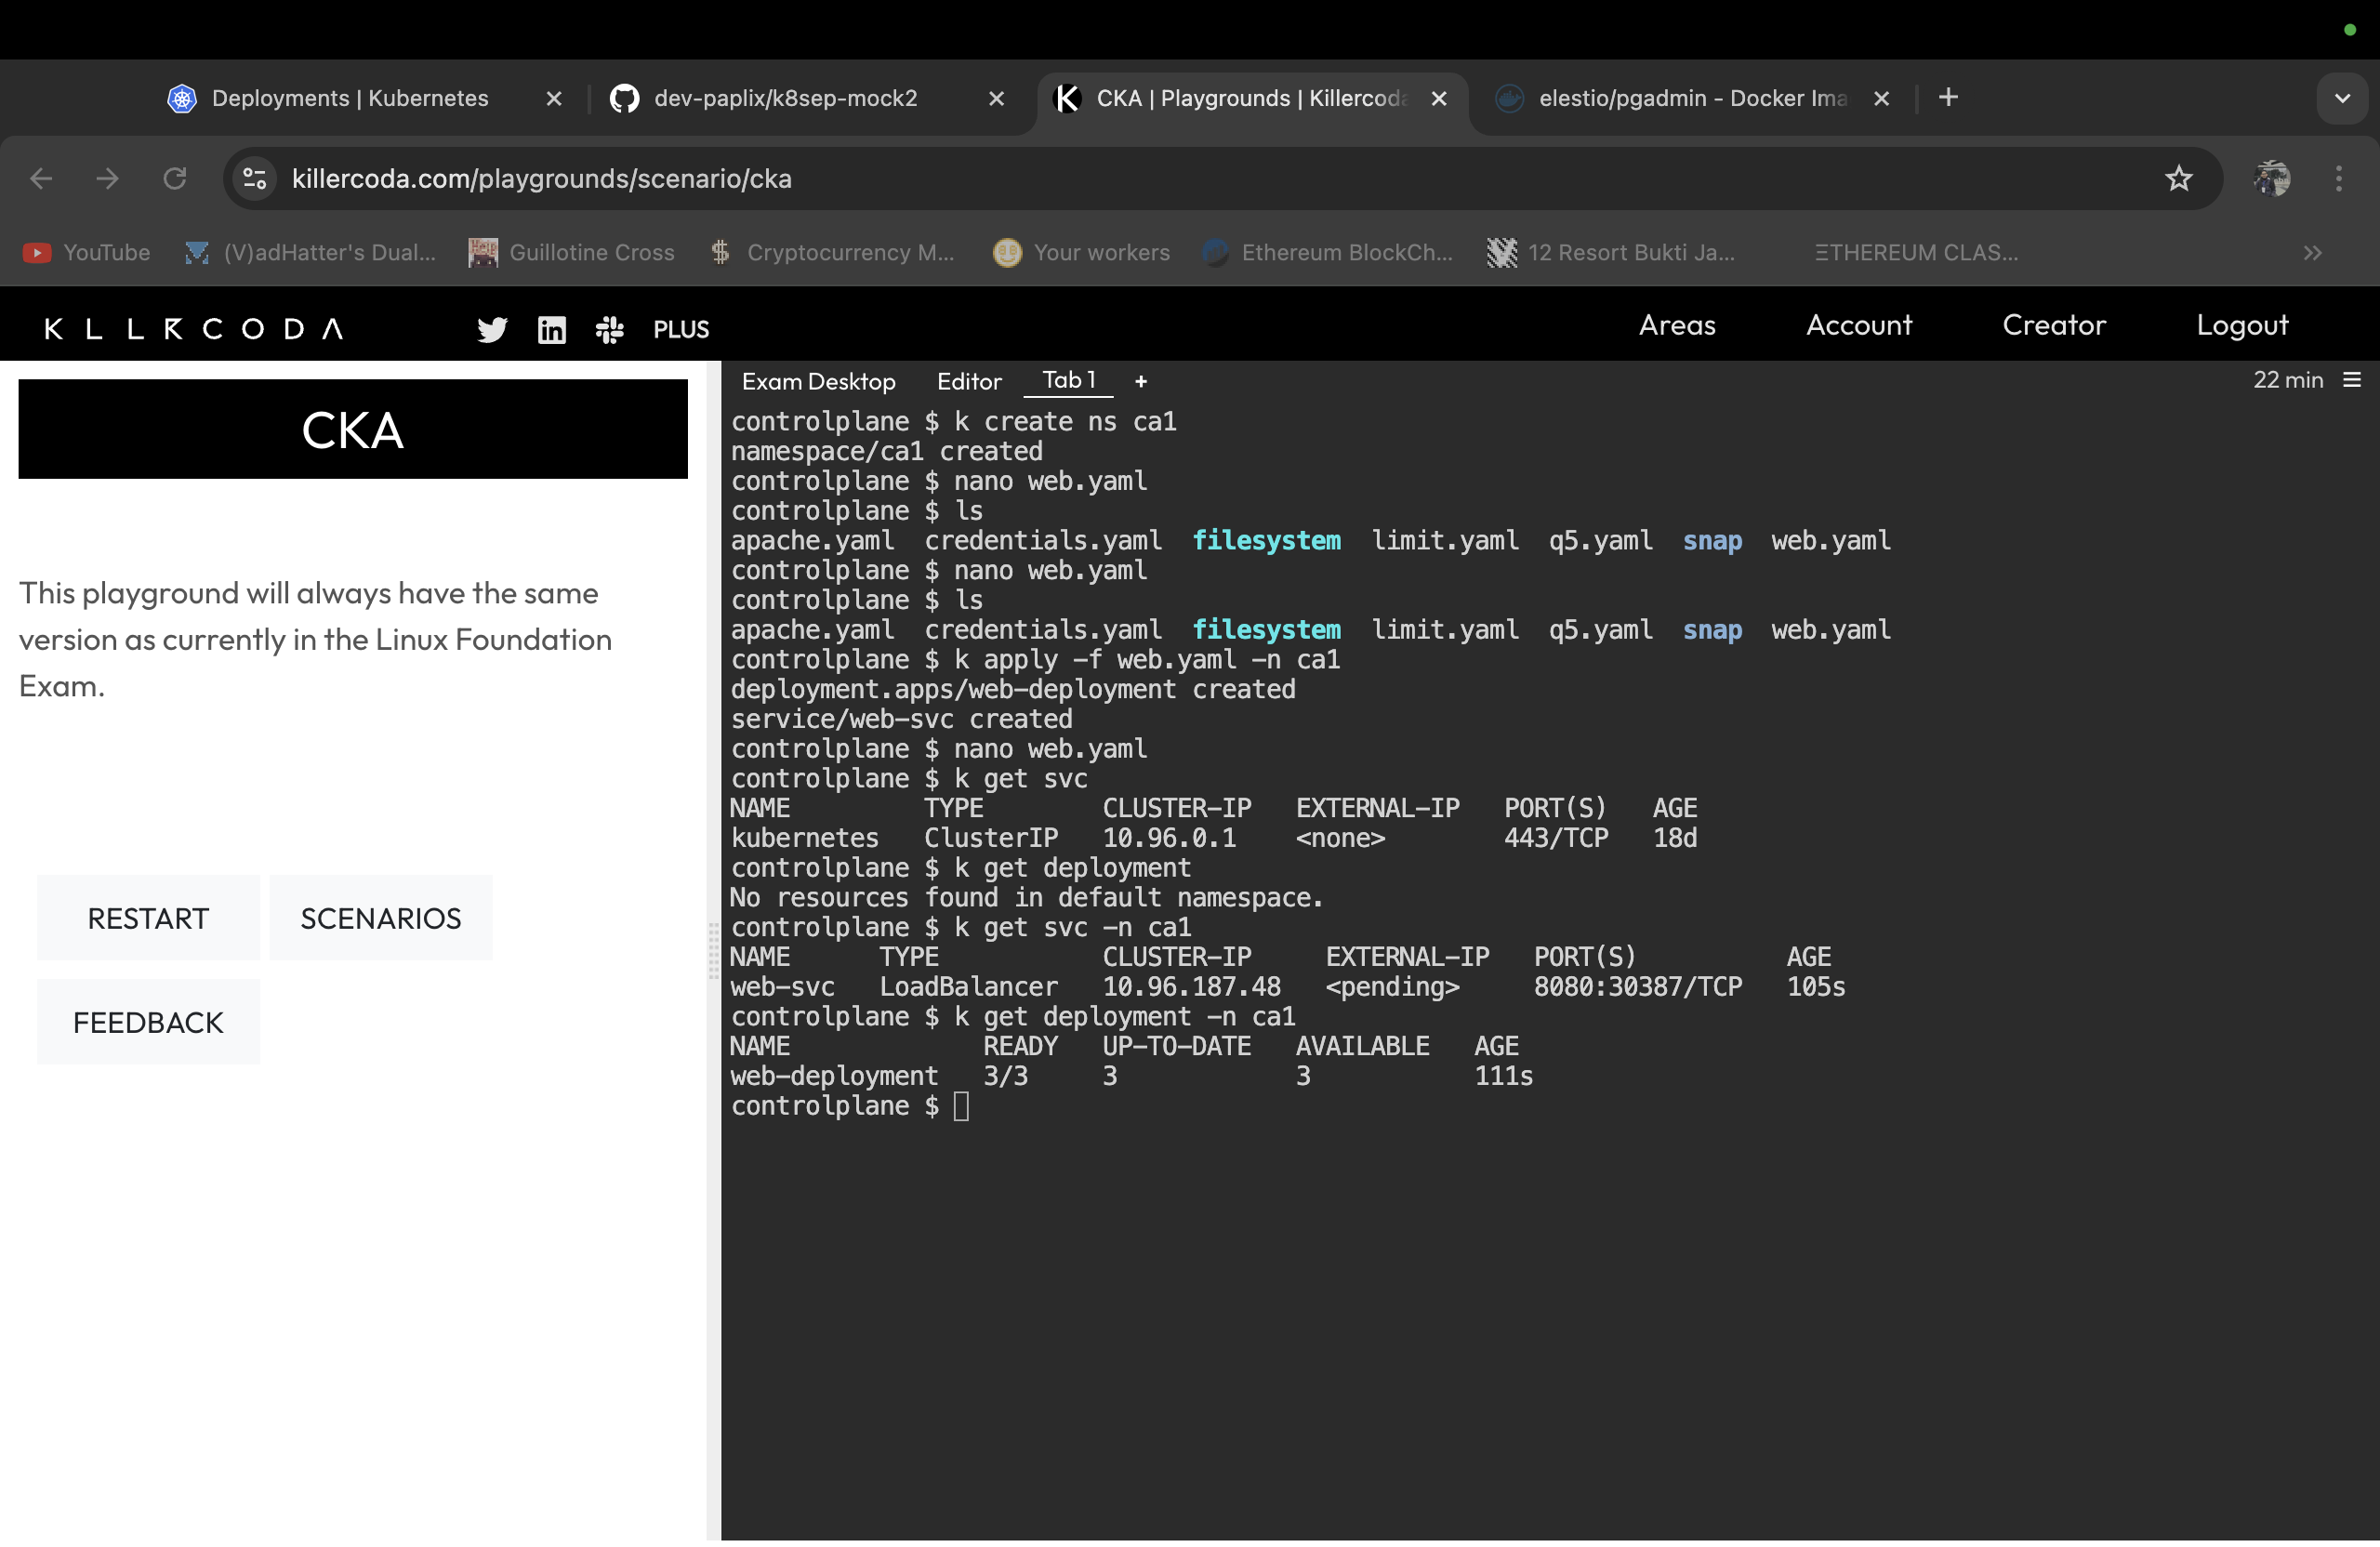 Deployments | Kubernetes
dev-paplix/k8sep-mock2
CKA | Playgrounds | Killercoda
elestio/pgadmin - Docker Ima
killercoda.com/playgrounds/scenario/cka
YouTube
(V)adHatter's Dual...
Guillotine Cross
Cryptocurrency M...
Your workers
Ethereum BlockCh...
12 Resort Bukti Ja...
ΞTHEREUM CLAS...
KLLRCODA
PLUS
Areas
Account
Creator
Logout
CKA
This playground will always have the same
version as currently in the Linux Foundation
Exam.
RESTART
SCENARIOS
FEEDBACK
Exam Desktop
Editor
Tab 1
+
22 min
controlplane $ k create ns ca1
namespace/ca1 created
controlplane $ nano web.yaml
controlplane $ ls
apache.yaml  credentials.yaml  filesystem  limit.yaml  q5.yaml  snap  web.yaml
controlplane $ nano web.yaml
controlplane $ ls
apache.yaml  credentials.yaml  filesystem  limit.yaml  q5.yaml  snap  web.yaml
controlplane $ k apply -f web.yaml -n ca1
deployment.apps/web-deployment created
service/web-svc created
controlplane $ nano web.yaml
controlplane $ k get svc
NAME         TYPE        CLUSTER-IP   EXTERNAL-IP   PORT(S)   AGE
kubernetes   ClusterIP   10.96.0.1    <none>        443/TCP   18d
controlplane $ k get deployment
No resources found in default namespace.
controlplane $ k get svc -n ca1
NAME      TYPE           CLUSTER-IP     EXTERNAL-IP   PORT(S)          AGE
web-svc   LoadBalancer   10.96.187.48   <pending>     8080:30387/TCP   105s
controlplane $ k get deployment -n ca1
NAME             READY   UP-TO-DATE   AVAILABLE   AGE
web-deployment   3/3     3            3           111s
controlplane $